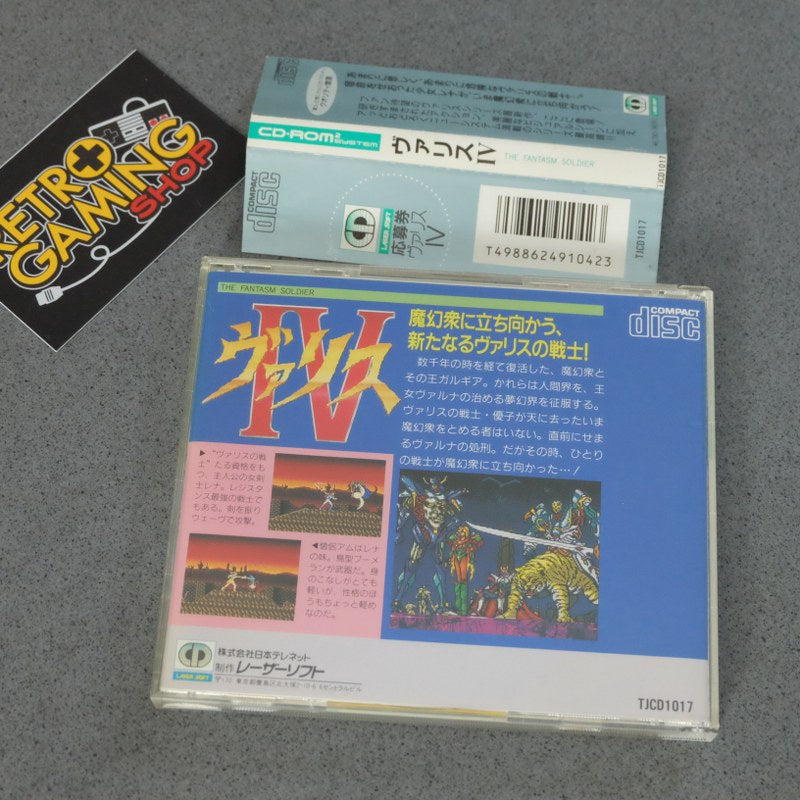 RETRO
GAMING
SHOP
COMPACT
disc
CD-ROM2
SYSTEM
ヴァリスIV
THE FANTASM SOLDIER
TJCD1017
COMPACT
disc
LASER SOFT
応募券
ヴァリス
IV
T4988624910423
TJCD1017
THE FANTASM SOLDIER
ヴァリス
IV
魔幻衆に立ち向かう、
新たなるヴァリスの戦士!
COMPACT
disc
数千年の時を経て復活した、魔幻衆と
その王ガルギア。かれらは人間界を、王
女ヴァルナの治める夢幻界を征服する。
ヴァリスの戦士・優子が天に去ったいま
魔幻衆をとめる者はいない。直前にせま
るヴァルナの処刑。だがその時、ひとり
の戦士が魔幻衆に立ち向かった…!
▶“ヴァリスの戦
士”たる資格をも
つ、主人公の女剣
士レナ。レジスタ
ンス最強の戦士で
もある。剣を振り
ウェーヴで攻撃。
◀僧侶アムはレナ
の妹。鳥型ブーメ
ランが武器だ。身
のこなしがとても
軽いが、性格のほ
うもちょっと軽め
なのだ。
LASER SOFT
株式会社日本テレネット
制作 レーザーソフト
TJCD1017